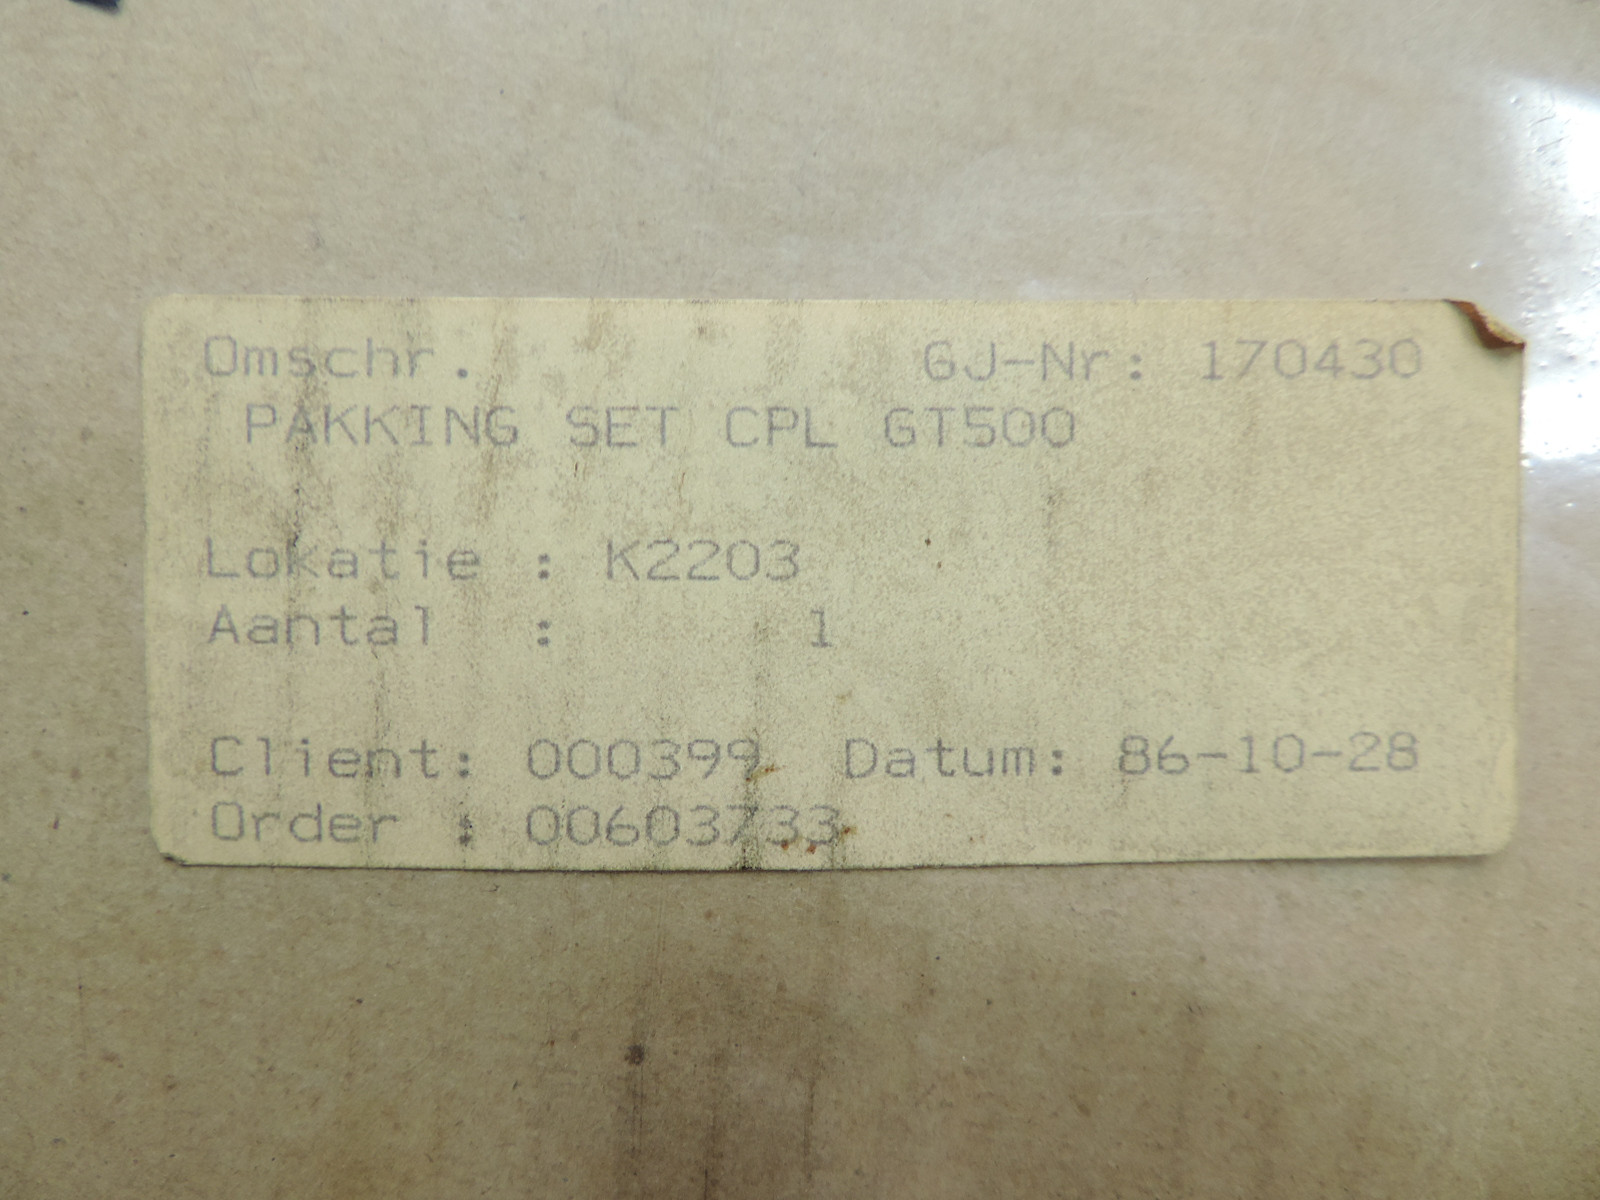 Omschr. GJ-Nr: 170430
PAKKING SET CPL GT500
Lokatie : K2203
Aantal : 1
Client: 000399 Datum: 86-10-28
Order : 00603733